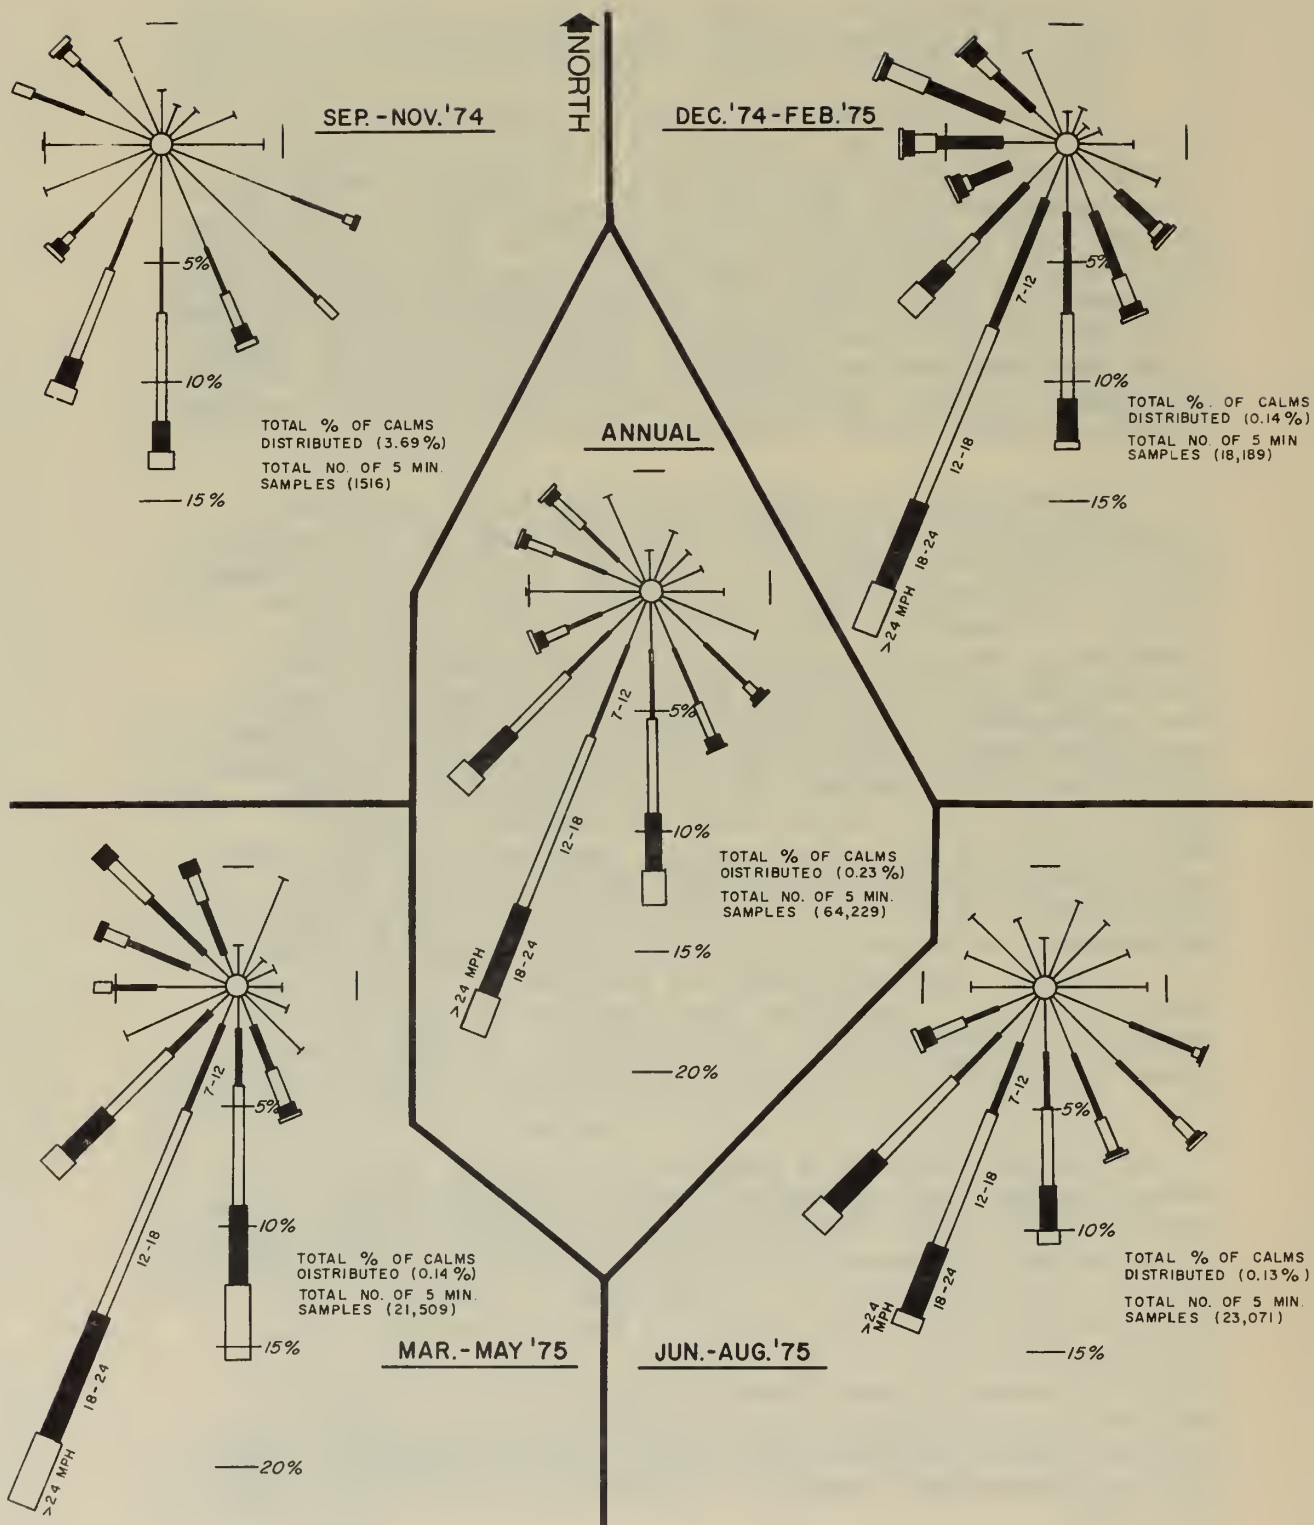 NORTH
SEP.-NOV.'74
5%
10%
15%
TOTAL % OF CALMS
DISTRIBUTED (3.69%)
TOTAL NO. OF 5 MIN.
SAMPLES (1516)
DEC.'74-FEB.'75
7-12
12-18
18-24
>24 MPH
5%
10%
15%
TOTAL % OF CALMS
DISTRIBUTED (0.14%)
TOTAL NO. OF 5 MIN
SAMPLES (18,189)
ANNUAL
7-12
12-18
18-24
>24 MPH
5%
10%
15%
20%
TOTAL % OF CALMS
DISTRIBUTED (0.23%)
TOTAL NO. OF 5 MIN.
SAMPLES (64,229)
7-12
12-18
18-24
>24 MPH
5%
10%
15%
20%
TOTAL % OF CALMS
DISTRIBUTED (0.14%)
TOTAL NO. OF 5 MIN.
SAMPLES (21,509)
MAR.-MAY '75
JUN.-AUG.'75
7-12
12-18
18-24
>24
MPH
5%
10%
15%
TOTAL % OF CALMS
DISTRIBUTED (0.13%)
TOTAL NO. OF 5 MIN.
SAMPLES (23,071)